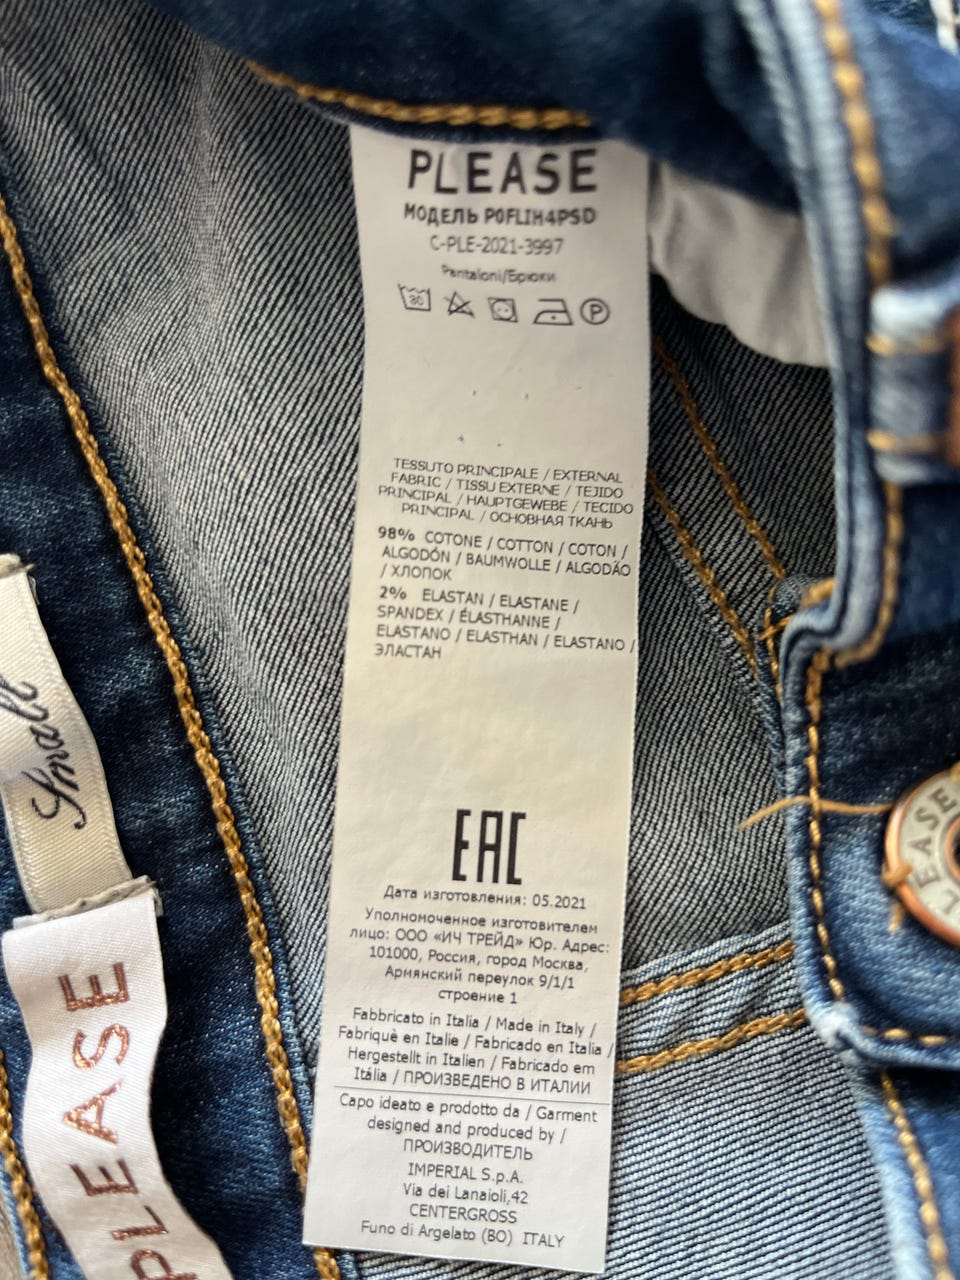 PLEASE
МОДЕЛЬ P0FLIH4PSD
C-PLE-2021-3997
Pantaloni/Брюки
30
P
TESSUTO PRINCIPALE / EXTERNAL
FABRIC / TISSU EXTERNE / TEJIDO
PRINCIPAL / HAUPTGEWEBE / TECIDO
PRINCIPAL / ОСНОВНАЯ ТКАНЬ
98% COTONE / COTTON / COTON /
ALGODÓN / BAUMWOLLE / ALGODÃO
/ ХЛОПОК
2% ELASTAN / ELASTANE /
SPANDEX / ÉLASTHANNE /
ELASTANO / ELASTHAN / ELASTANO /
ЭЛАСТАН
EAC
Дата изготовления: 05.2021
Уполномоченное изготовителем
лицо: ООО «ИЧ ТРЕЙД» Юр. Адрес:
101000, Россия, город Москва,
Армянский переулок 9/1/1
строение 1
Fabbricato in Italia / Made in Italy /
Fabriquè en Italie / Fabricado en Italia /
Hergestellt in Italien / Fabricado em
Itália / ПРОИЗВЕДЕНО В ИТАЛИИ
Capo ideato e prodotto da / Garment
designed and produced by /
ПРОИЗВОДИТЕЛЬ
IMPERIAL S.p.A.
Via dei Lanaioli,42
CENTERGROSS
Funo di Argelato (BO) ITALY
Small
PLEASE
PLEASE